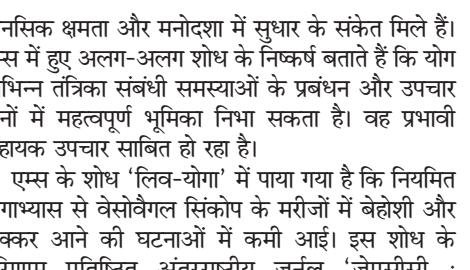 नसिक क्षमता और मनोदशा में सुधार के संकेत मिले हैं।
स में हुए अलग-अलग शोध के निष्कर्ष बताते हैं कि योग
भिन्न तंत्रिका संबंधी समस्याओं के प्रबंधन और उपचार
नों में महत्वपूर्ण भूमिका निभा सकता है। वह प्रभावी
हायक उपचार साबित हो रहा है।
एम्स के शोध ‘लिव-योगा’ में पाया गया है कि नियमित
गाभ्यास से वेसोवैगल सिंकोप के मरीजों में बेहोशी और
क्कर आने की घटनाओं में कमी आई। इस शोध के